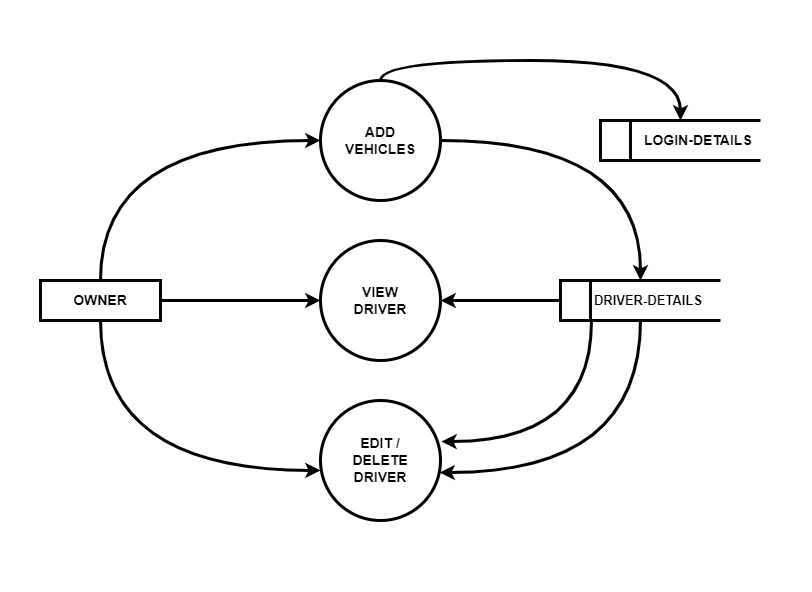 ADD
VEHICLES
LOGIN-DETAILS
OWNER
VIEW
DRIVER
DRIVER-DETAILS
EDIT /
DELETE
DRIVER